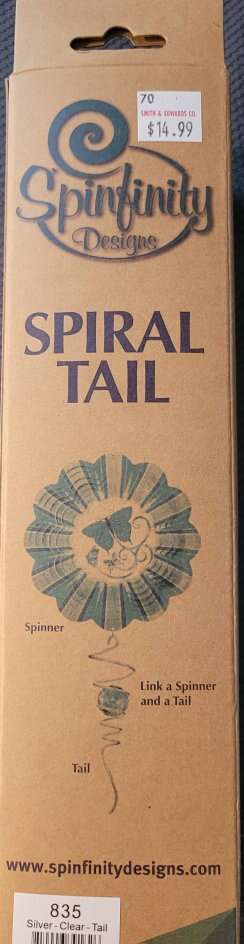 70
SMITH & EDWARDS CO.
$14.99
Spinfinity
Designs
SPIRAL
TAIL
Spinner
Link a Spinner
and a Tail
Tail
www.spinfinitydesigns.com
835
Silver - Clear - Tail